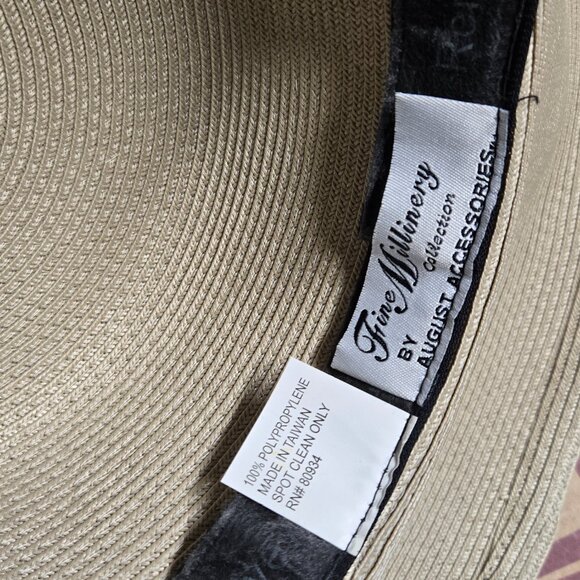 Fine Millinery
Collection
BY
AUGUST ACCESSORIES
100% POLYPROPYLENE
MADE IN TAIWAN
SPOT CLEAN ONLY
RN# 80934